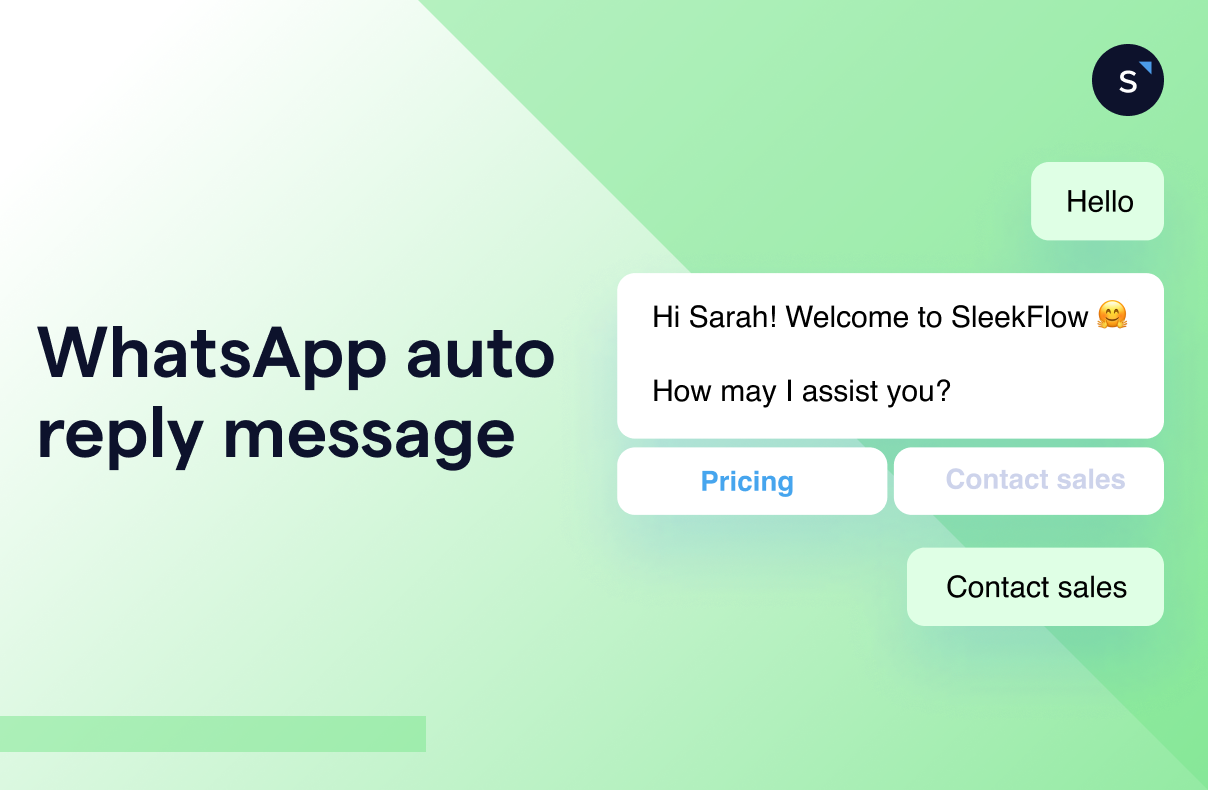 S
Hello
WhatsApp auto
reply message
Hi Sarah! Welcome to SleekFlow 🤗
How may I assist you?
Pricing
Contact sales
Contact sales